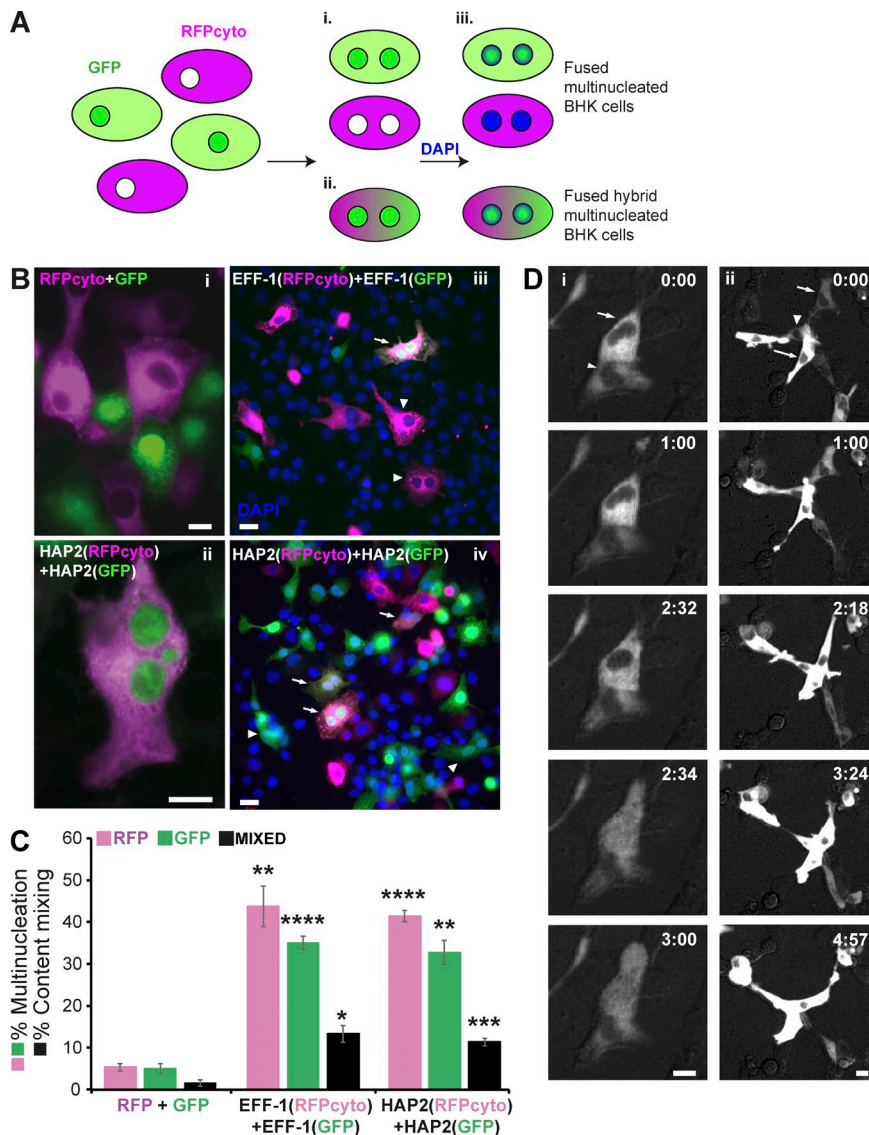 A
RFPcyto
GFP
i.
iii.
Fused
multinucleated
BHK cells
DAPI
ii.
Fused hybrid
multinucleated
BHK cells
B
RFPcyto+GFP
i
EFF-1(RFPcyto)+EFF-1(GFP)
iii
DAPI
HAP2(RFPcyto)
+HAP2(GFP)
ii
HAP2(RFPcyto)+HAP2(GFP)
iv
D
i
0:00
ii
0:00
1:00
1:00
2:32
2:18
2:34
3:24
3:00
4:57
C
% Multinucleation
% Content mixing
60
50
40
30
20
10
0
RFP
GFP
MIXED
**
****
*
****
**
***
RFP + GFP
EFF-1(RFPcyto)
+EFF-1(GFP)
HAP2(RFPcyto)
+HAP2(GFP)